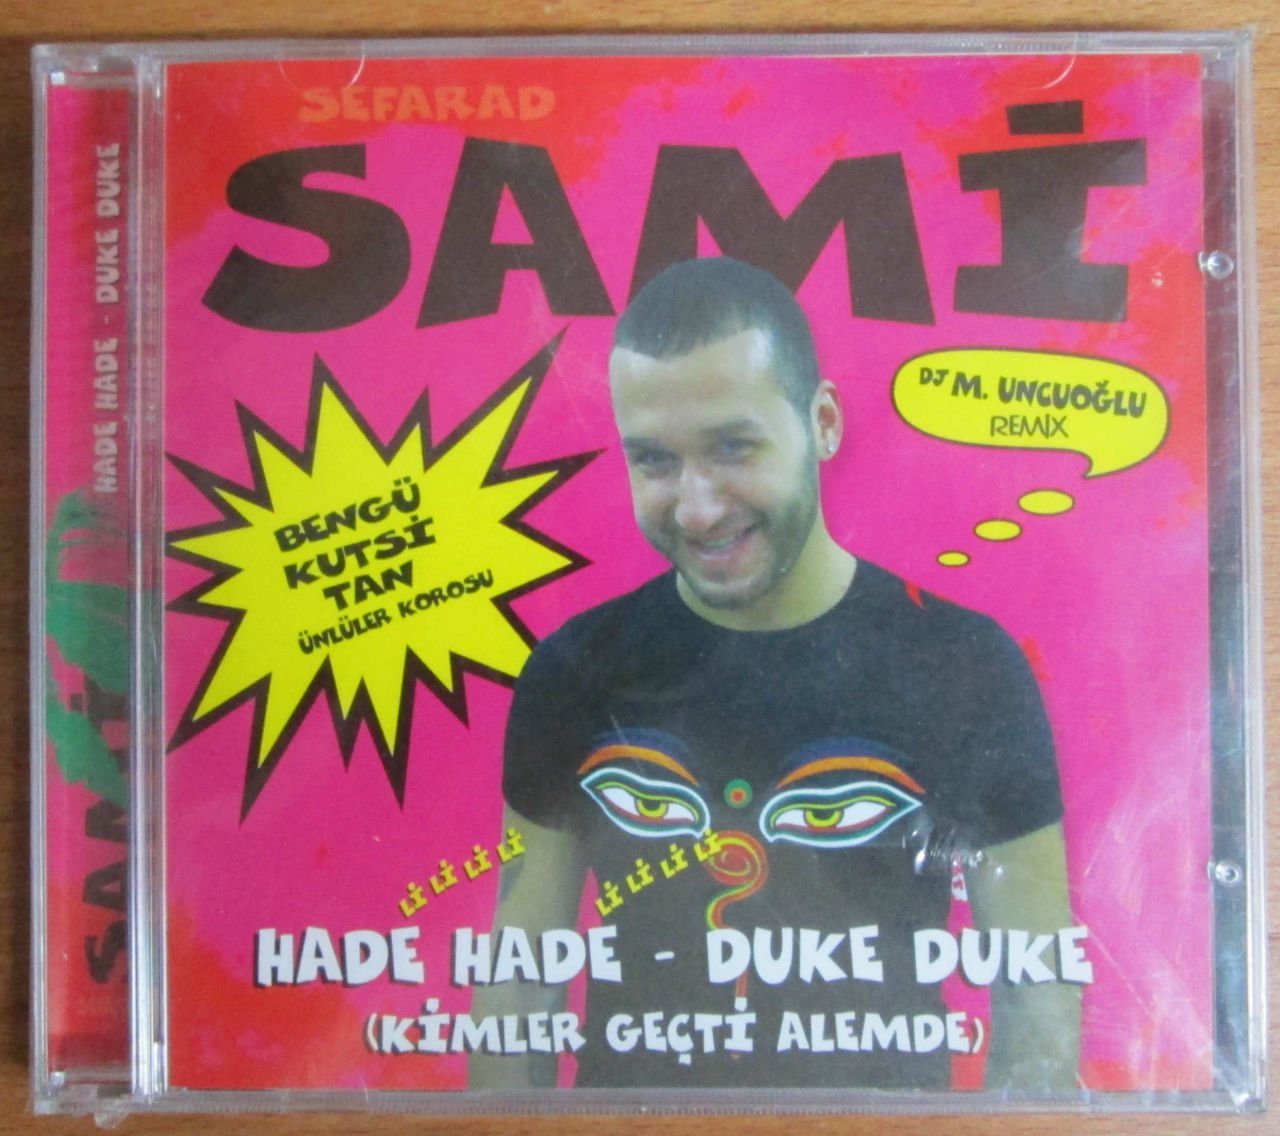 SEFARAD
SAMİ
DJ M. UNCUOĞLU
REMİX
BENGÜ
KUTSİ
TAN
ÜNLÜLER KOROSU
Lİ Lİ Lİ Lİ
Lİ Lİ Lİ Lİ
HADE HADE - DUKE DUKE
(KİMLER GEÇTİ ALEMDE)
HADE HADE - DUKE DUKE
SAMİ